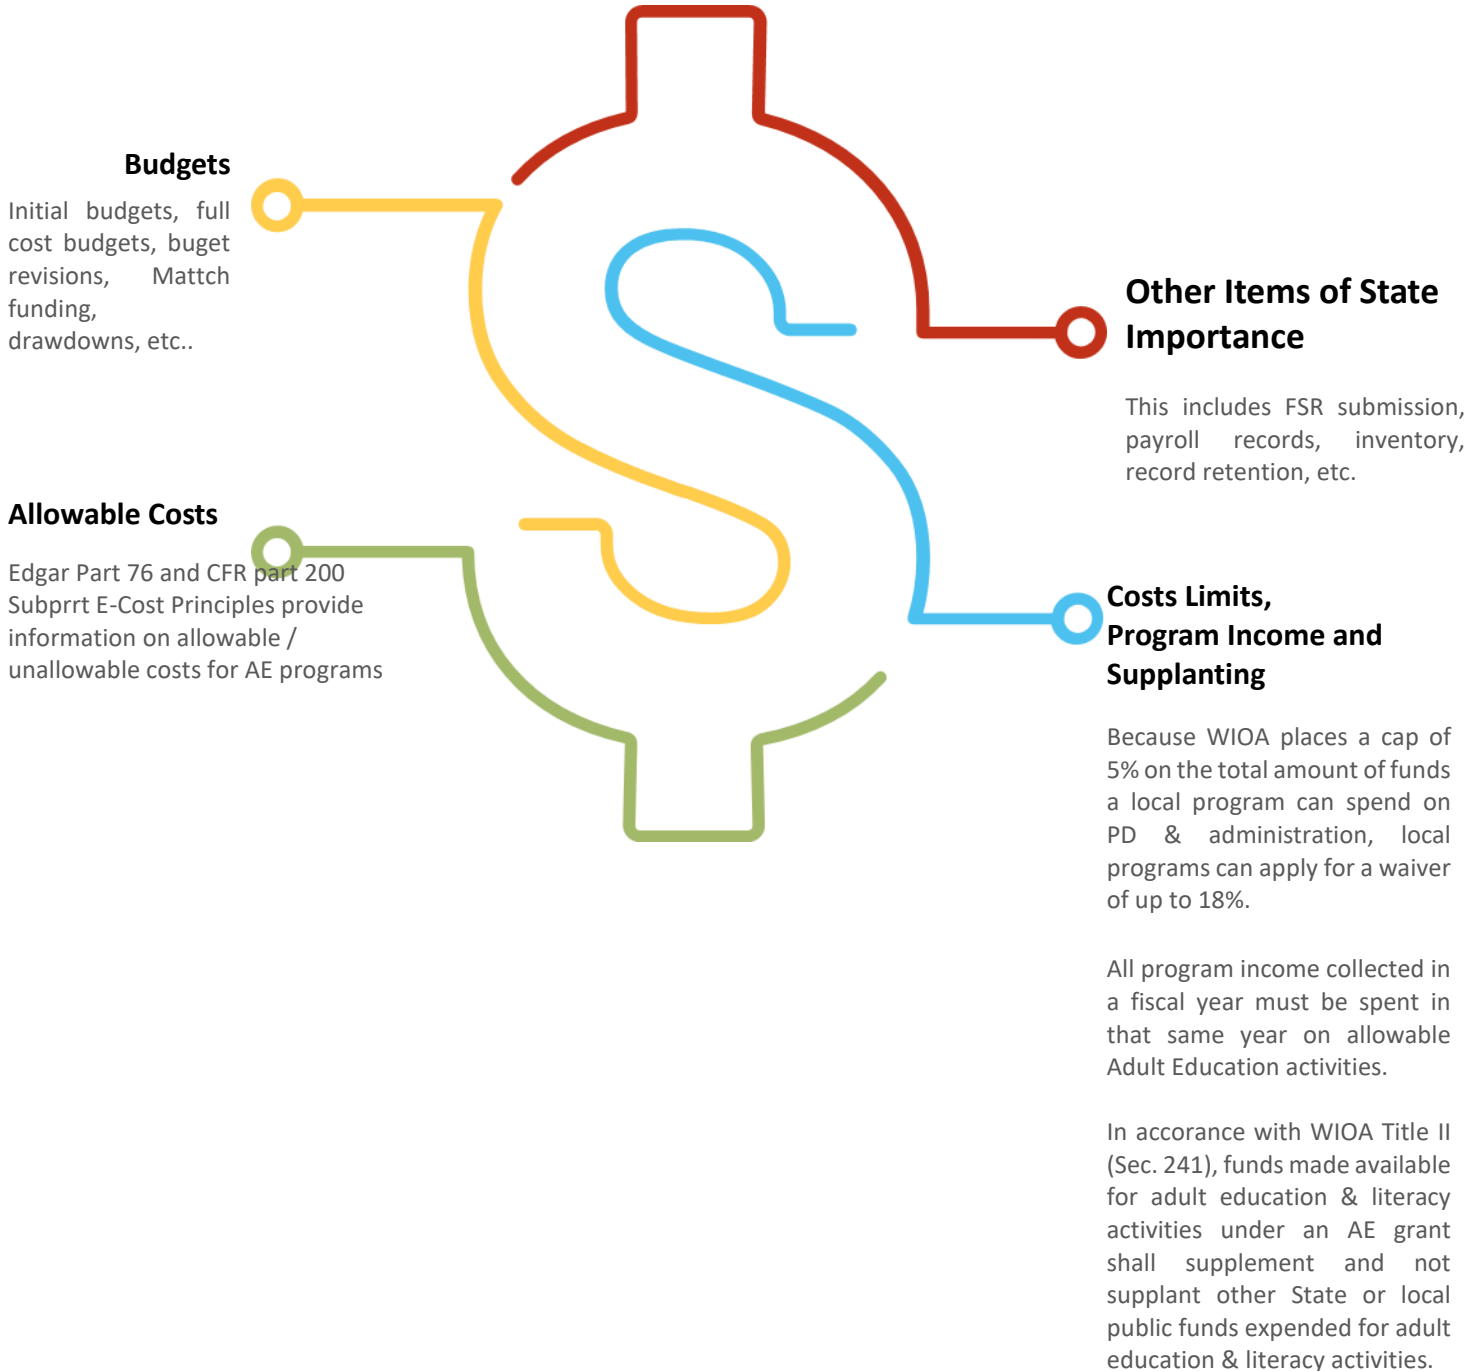 Budgets
Initial budgets, full
cost budgets, buget
revisions, Mattch
funding,
drawdowns, etc..
Allowable Costs
Edgar Part 76 and CFR part 200
Subprrt E-Cost Principles provide
information on allowable /
unallowable costs for AE programs
Other Items of State
Importance
This includes FSR submission,
payroll records, inventory,
record retention, etc.
Costs Limits,
Program Income and
Supplanting
Because WIOA places a cap of
5% on the total amount of funds
a local program can spend on
PD & administration, local
programs can apply for a waiver
of up to 18%.
All program income collected in
a fiscal year must be spent in
that same year on allowable
Adult Education activities.
In accorance with WIOA Title II
(Sec. 241), funds made available
for adult education & literacy
activities under an AE grant
shall supplement and not
supplant other State or local
public funds expended for adult
education & literacy activities.